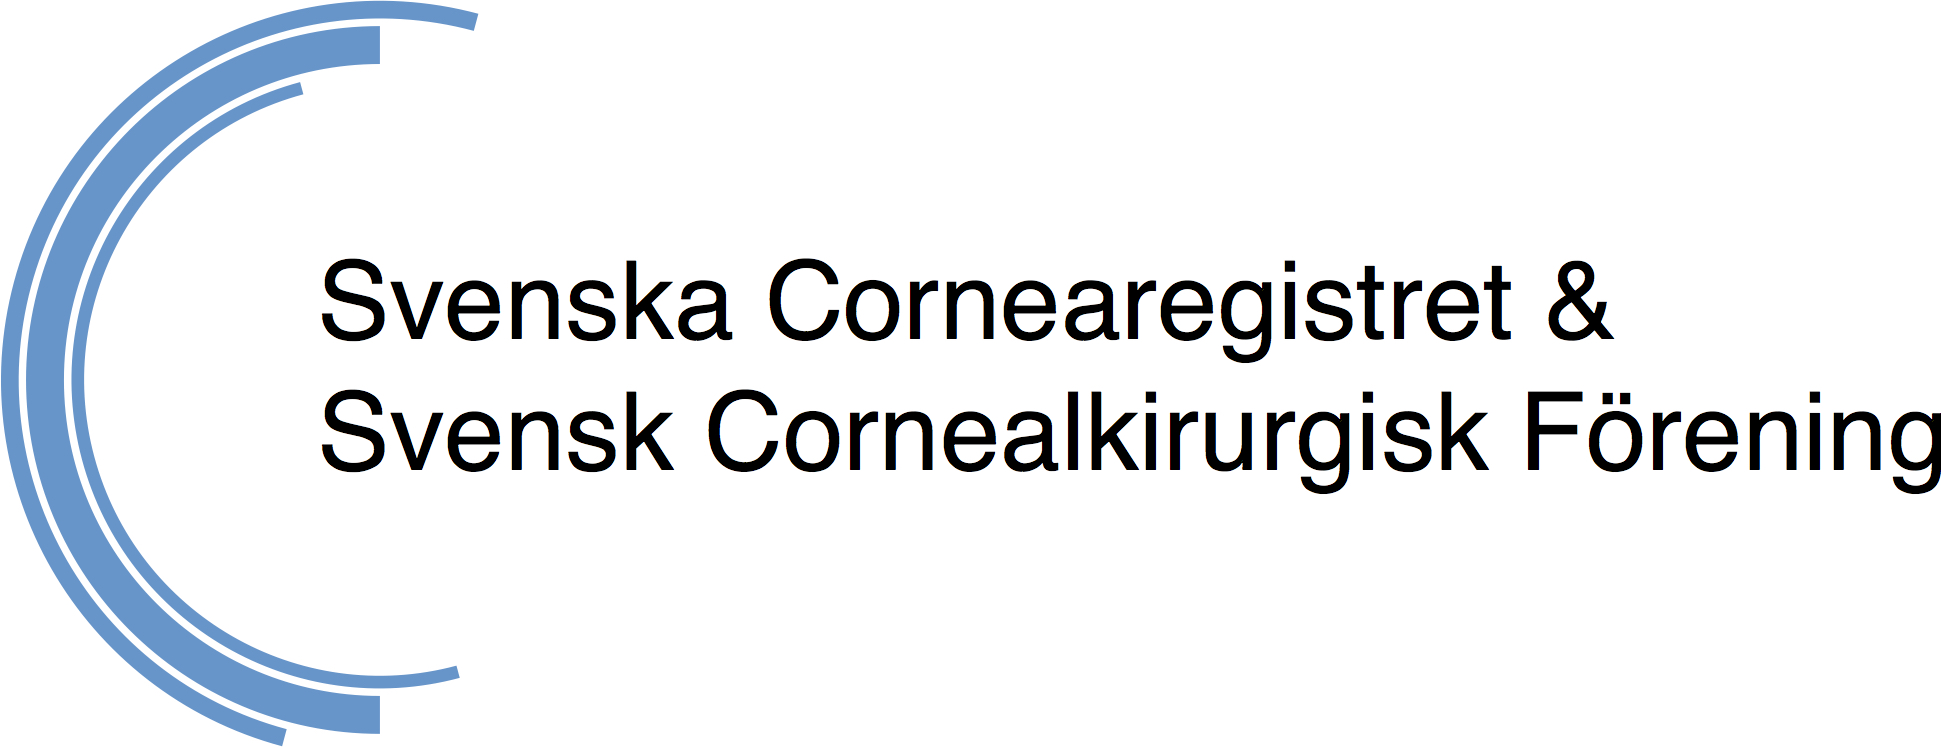 Svenska Cornearegistret &
Svensk Cornealkirurgisk Förening